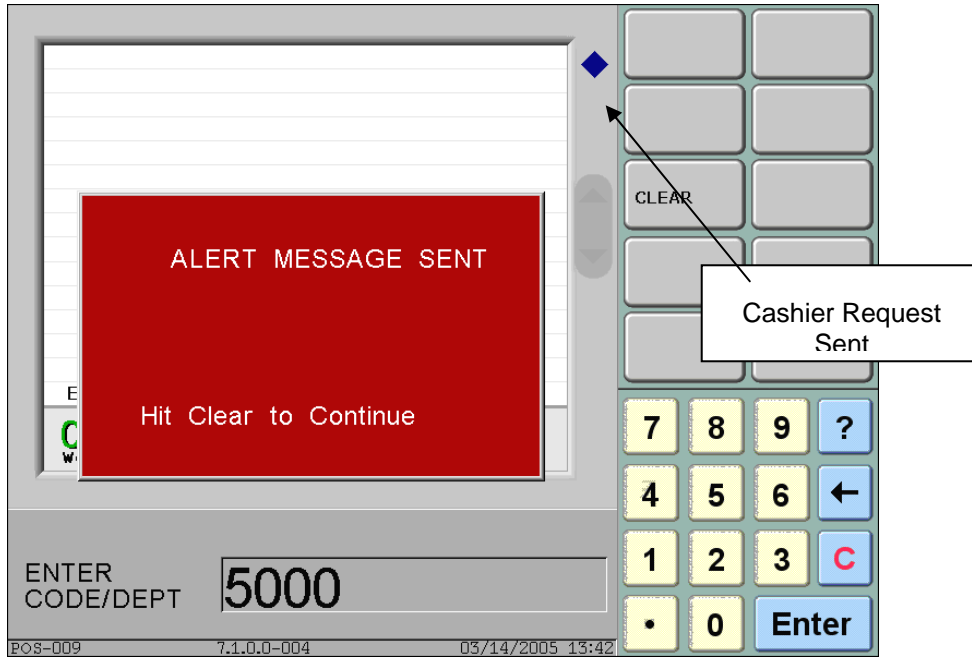 CLEAR
ALERT MESSAGE SENT
Cashier Request
Sent
Hit Clear to Continue
7 8 9 ?
4 5 6 ←
1 2 3 C
ENTER
CODE/DEPT
5000
• 0 Enter
POS-009 7.1.0.0-004 03/14/2005 13:42